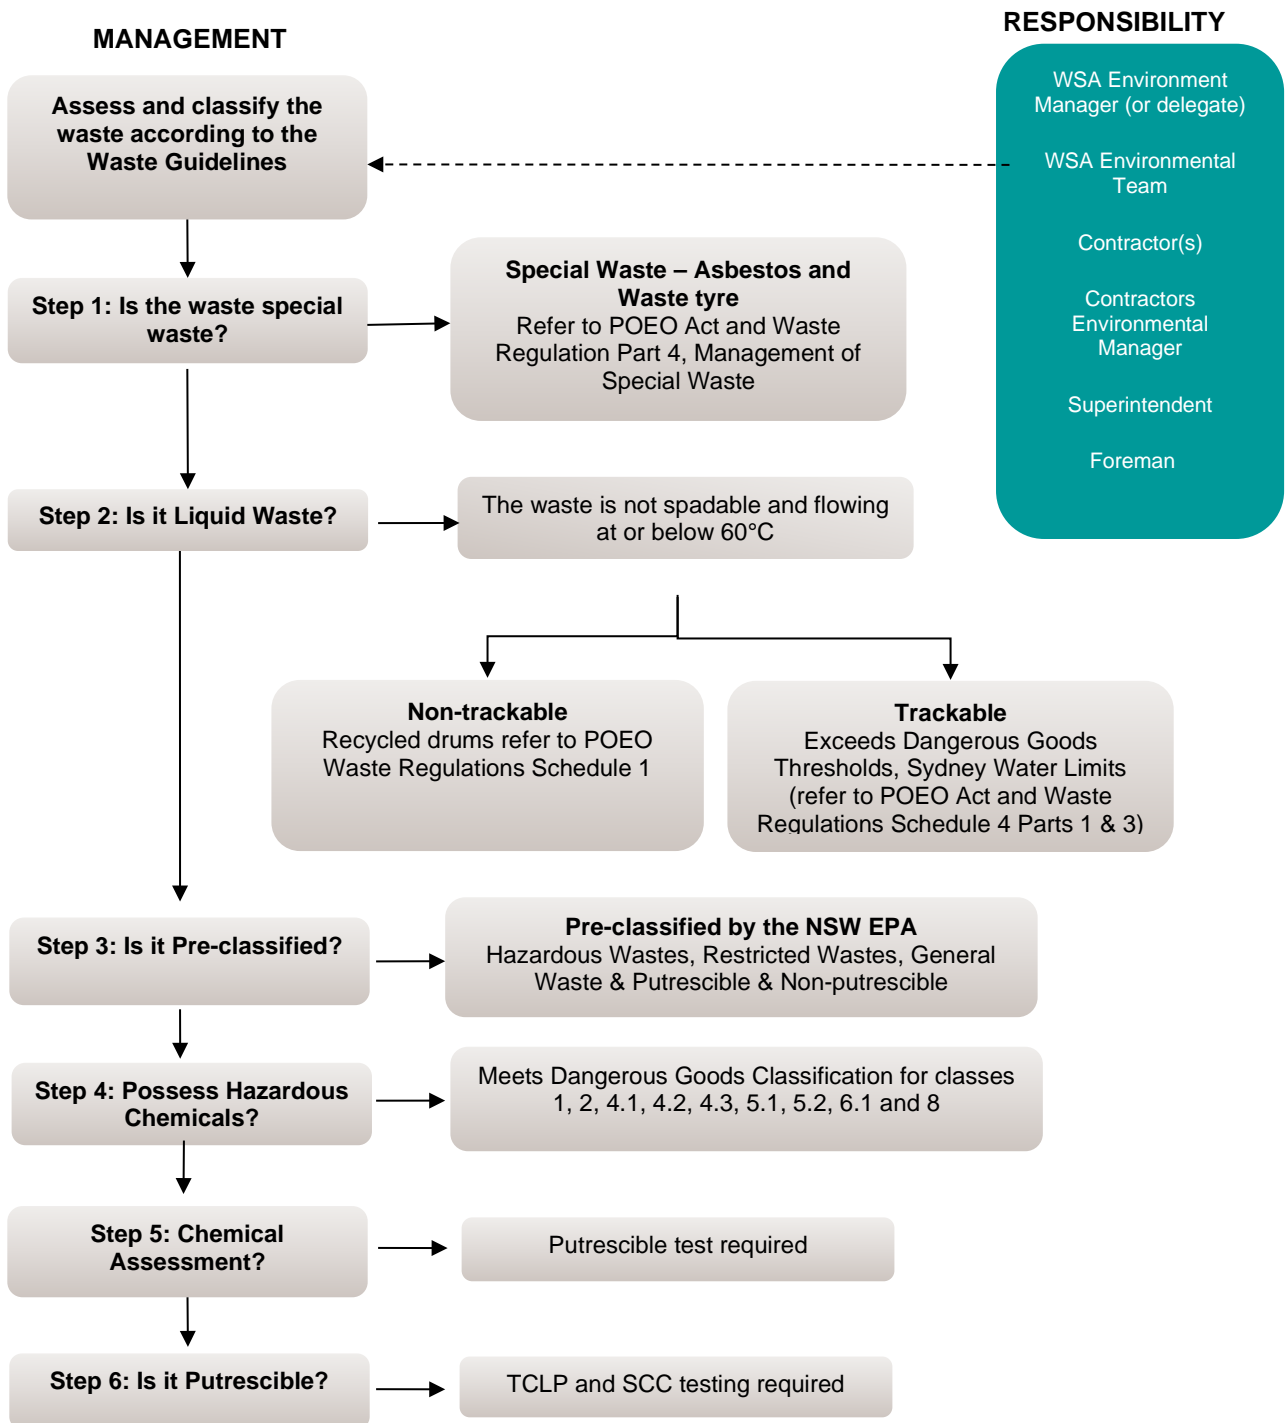 MANAGEMENT
RESPONSIBILITY
Assess and classify the
waste according to the
Waste Guidelines
WSA Environment
Manager (or delegate)
WSA Environmental
Team
Contractor(s)
Contractors
Environmental
Manager
Superintendent
Foreman
Step 1: Is the waste special
waste?
Special Waste – Asbestos and
Waste tyre
Refer to POEO Act and Waste
Regulation Part 4, Management of
Special Waste
Step 2: Is it Liquid Waste?
The waste is not spadable and flowing
at or below 60°C
Non-trackable
Recycled drums refer to POEO
Waste Regulations Schedule 1
Trackable
Exceeds Dangerous Goods
Thresholds, Sydney Water Limits
(refer to POEO Act and Waste
Regulations Schedule 4 Parts 1 & 3)
Step 3: Is it Pre-classified?
Pre-classified by the NSW EPA
Hazardous Wastes, Restricted Wastes, General
Waste & Putrescible & Non-putrescible
Step 4: Possess Hazardous
Chemicals?
Meets Dangerous Goods Classification for classes
1, 2, 4.1, 4.2, 4.3, 5.1, 5.2, 6.1 and 8
Step 5: Chemical
Assessment?
Putrescible test required
Step 6: Is it Putrescible?
TCLP and SCC testing required